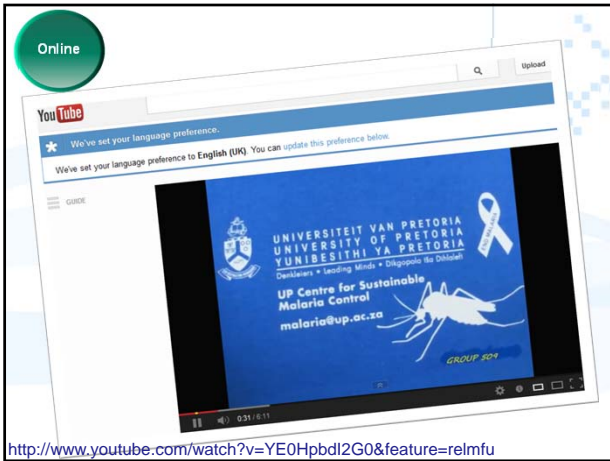 Online
Upload
You Tube
We've set your language preference.
We've set your language preference to English (UK). You can update this preference below.
GUIDE
UNIVERSITEIT VAN PRETORIA
UNIVERSITY OF PRETORIA
YUNIBESITHI YA PRETORIA
Denkleiers • Leading Minds • Dikgopolo tša Dihlalefi
UP Centre for Sustainable
Malaria Control
malaria@up.ac.za
END MALARIA
GROUP 504
0:31 / 6:11
http://www.youtube.com/watch?v=YE0HpbdI2G0&feature=relmfu